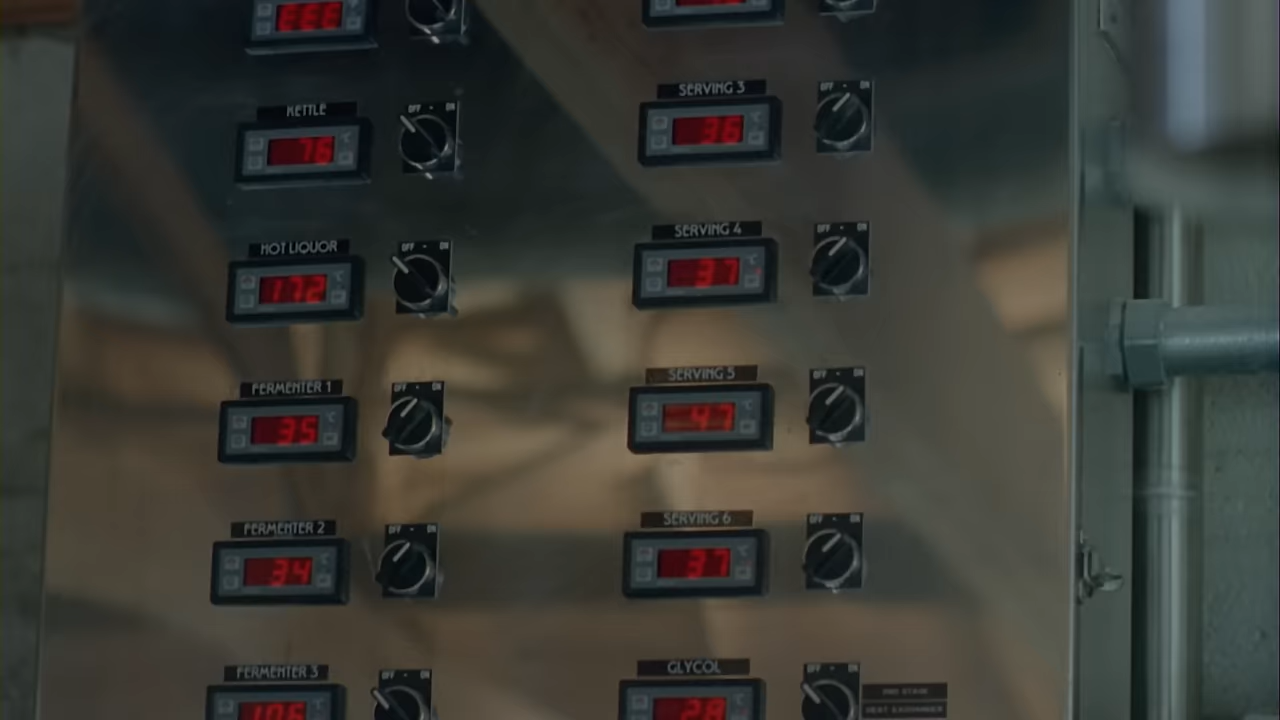 EEE
KETTLE
OFF • ON
76
HOT LIQUOR
OFF • ON
172
FERMENTER 1
OFF • ON
35
FERMENTER 2
OFF • ON
34
FERMENTER 3
OFF • ON
106
SERVING 3
OFF • ON
36
SERVING 4
OFF • ON
37
SERVING 5
OFF • ON
47
SERVING 6
OFF • ON
37
GLYCOL
OFF • ON
28